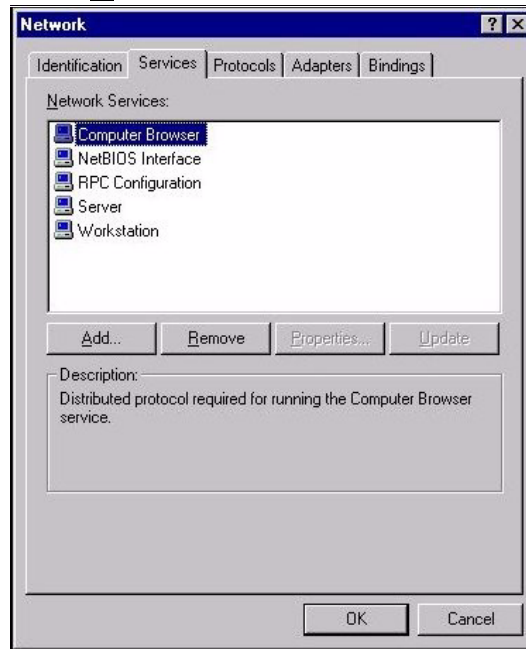 Network
Identification Services Protocols Adapters Bindings
Network Services:
Computer Browser
NetBIOS Interface
RPC Configuration
Server
Workstation
Add... Remove Properties... Update
Description:
Distributed protocol required for running the Computer Browser
service.
OK Cancel